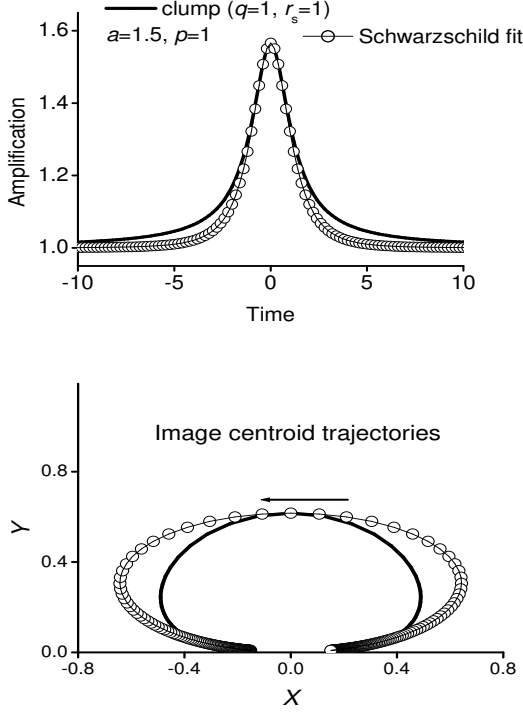 clump (q=1, rₛ=1)
a=1.5, p=1
Schwarzschild fit
1.6
1.4
1.2
1.0
Amplification
-10
-5
0
5
10
Time
Image centroid trajectories
0.8
0.4
0.0
Y
-0.8
-0.4
0.0
0.4
0.8
X